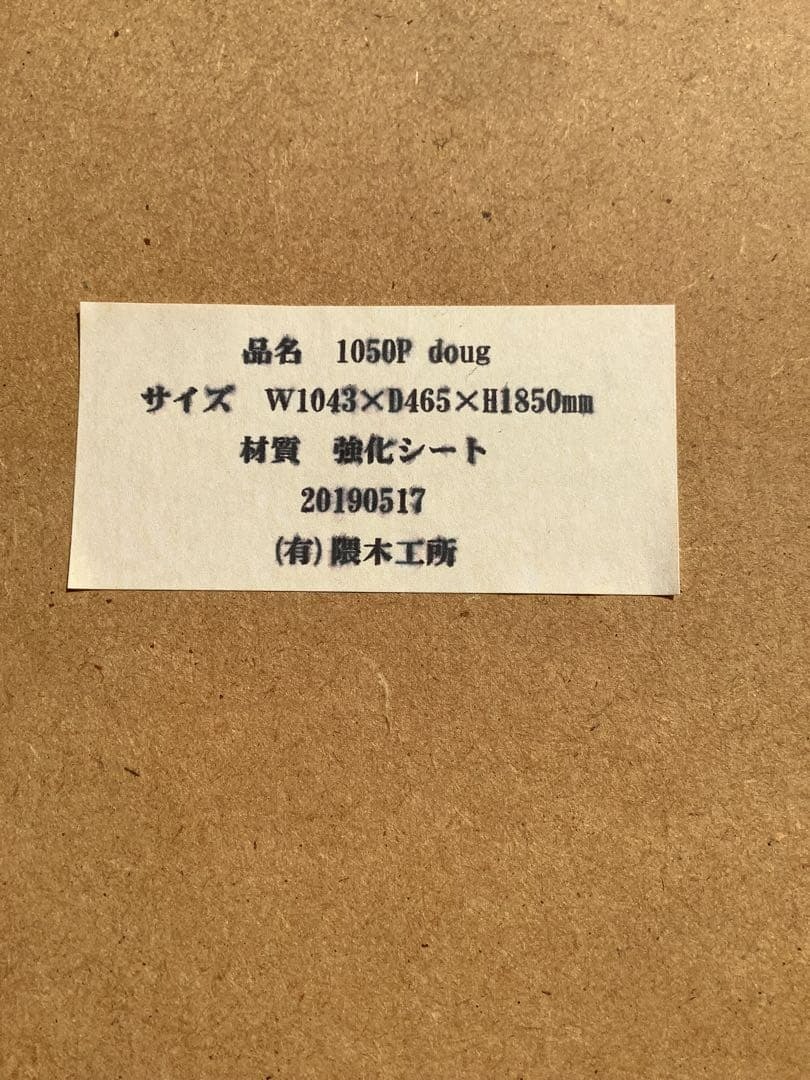 品名　1050P doug
サイズ　W1043×D465×H1850mm
材質　強化シート
20190517
(有)隈木工所